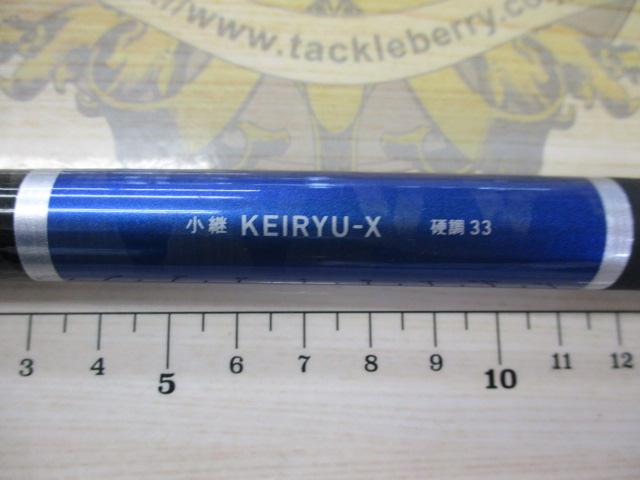 //www.tackleberry.co
小継 KEIRYU-X 硬調 33
3 4 5 6 7 8 9 10 11 12